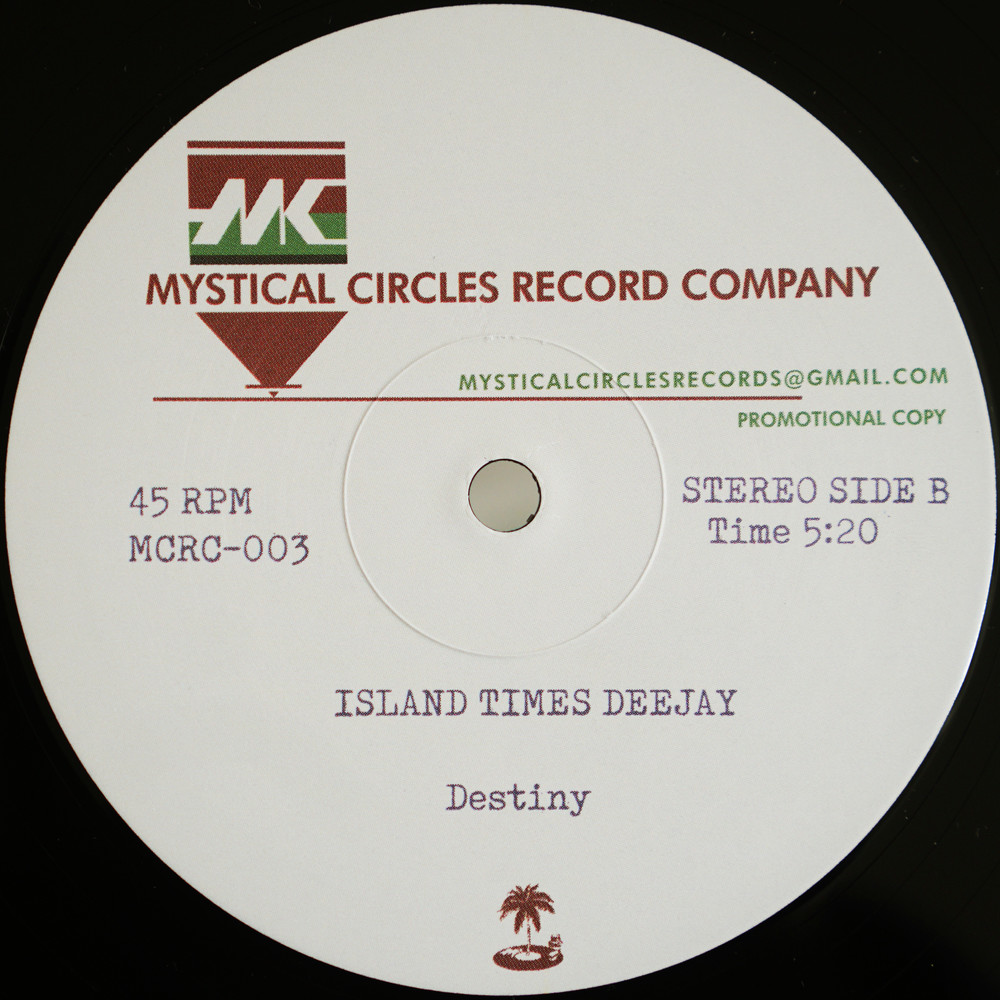 MC
MYSTICAL CIRCLES RECORD COMPANY
MYSTICALCIRCLESRECORDS@GMAIL.COM
PROMOTIONAL COPY
45 RPM
MCRC-003
STEREO SIDE B
Time 5:20
ISLAND TIMES DEEJAY
Destiny